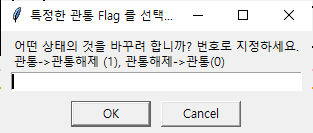 특정한 관통 Flag 를 선택...
어떤 상태의 것을 바꾸려 합니까? 번호로 지정하세요.
관통->관통해제 (1), 관통해제->관통(0)
OK
Cancel